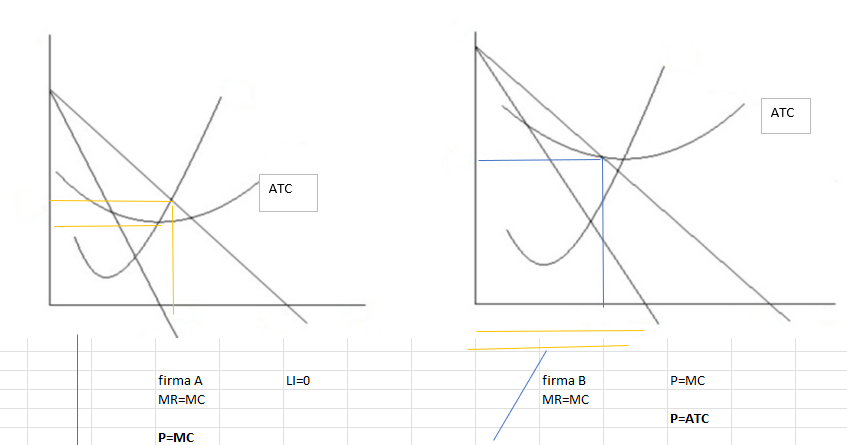 ATC
ATC
firma A LI=0 firma B P=MC
MR=MC MR=MC
P=ATC
P=MC